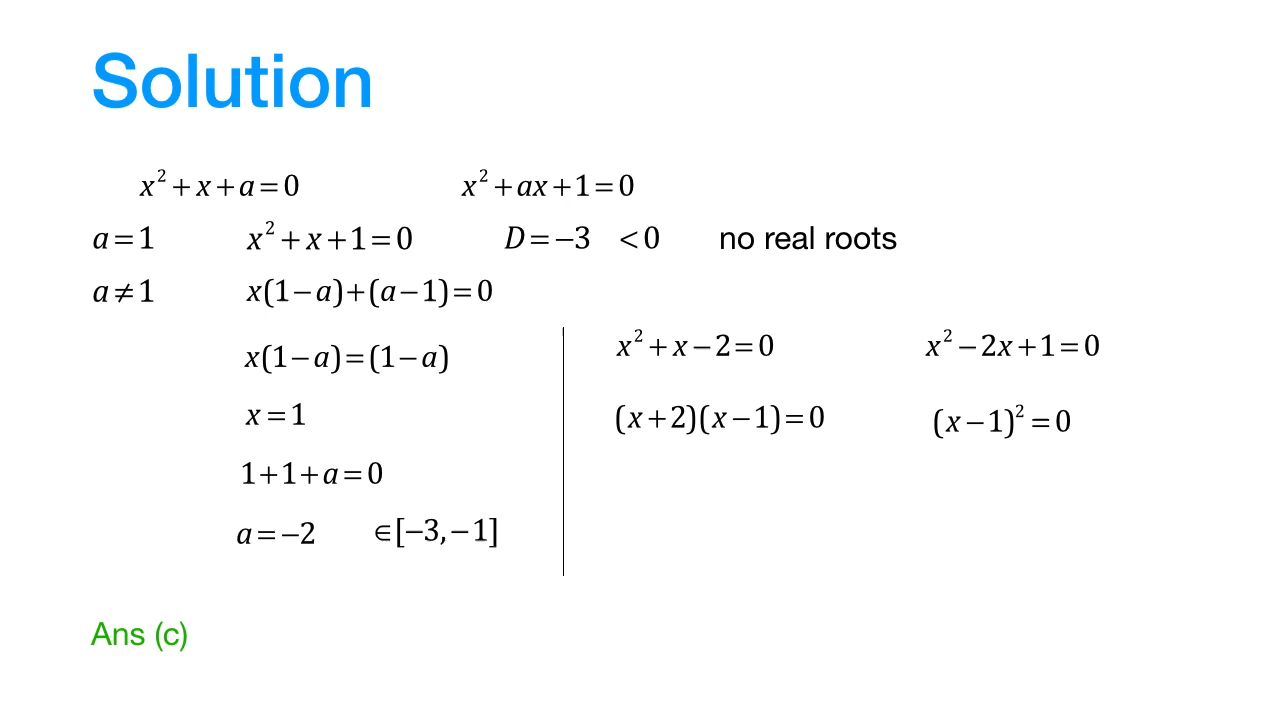 Solution
x² + x + a = 0 x² + ax + 1 = 0
a = 1 x² + x + 1 = 0 D = −3 < 0 no real roots
a ≠ 1 x(1 − a) + (a − 1) = 0
x(1 − a) = (1 − a)
x = 1
1 + 1 + a = 0
a = −2 ∈ [−3, −1]
x² + x − 2 = 0 x² − 2x + 1 = 0
(x + 2)(x − 1) = 0 (x − 1)² = 0
Ans (c)